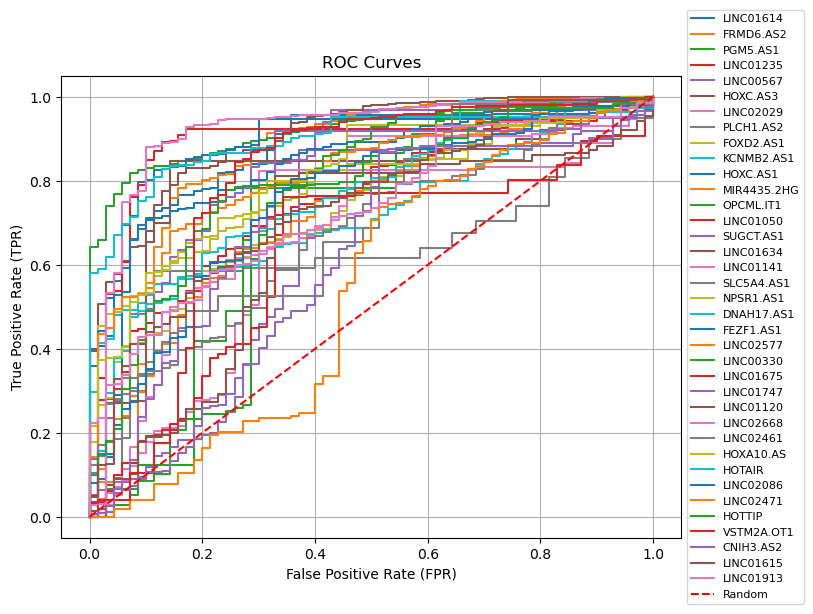 ROC Curves
True Positive Rate (TPR)
1.0
0.8
0.6
0.4
0.2
0.0
0.0 0.2 0.4 0.6 0.8 1.0
False Positive Rate (FPR)
LINC01614
FRMD6.AS2
PGM5.AS1
LINC01235
LINC00567
HOXC.AS3
LINC02029
PLCH1.AS2
FOXD2.AS1
KCNMB2.AS1
HOXC.AS1
MIR4435.2HG
OPCML.IT1
LINC01050
SUGCT.AS1
LINC01634
LINC01141
SLC5A4.AS1
NPSR1.AS1
DNAH17.AS1
FEZF1.AS1
LINC02577
LINC00330
LINC01675
LINC01747
LINC01120
LINC02668
LINC02461
HOXA10.AS
HOTAIR
LINC02086
LINC02471
HOTTIP
VSTM2A.OT1
CNIH3.AS2
LINC01615
LINC01913
Random